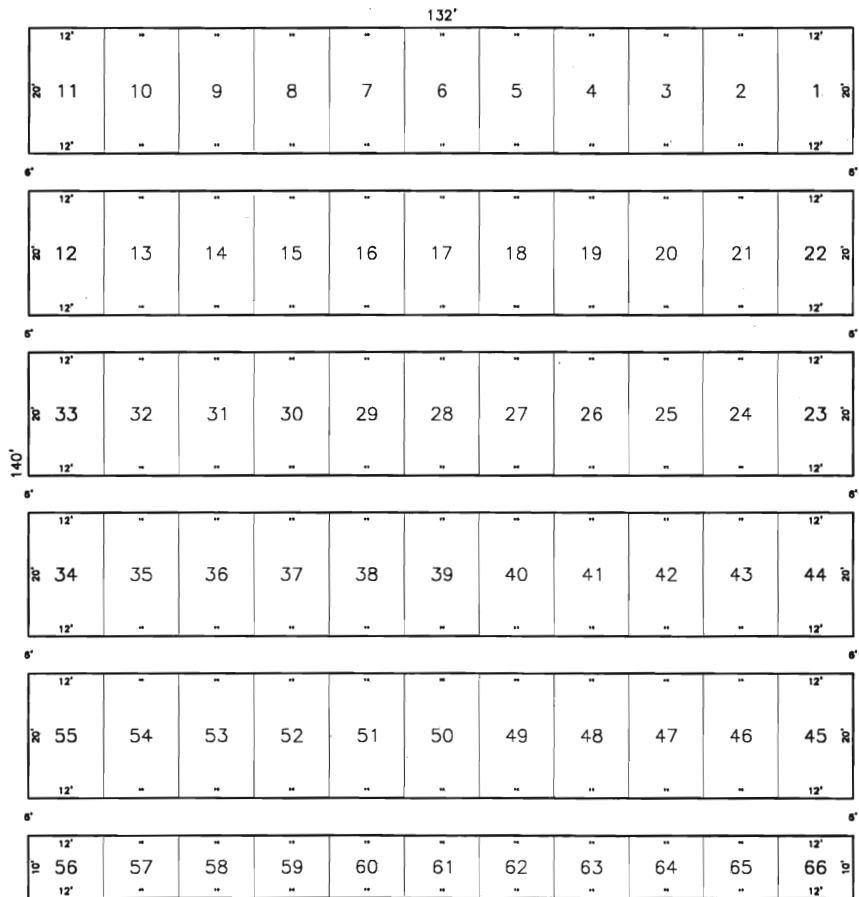 132'
12' " " " " " " " " " 12'
20' 11 10 9 8 7 6 5 4 3 2 1 20'
12' " " " " " " " " " 12'
6' 6'
12' " " " " " " " " " 12'
20' 12 13 14 15 16 17 18 19 20 21 22 20'
12' " " " " " " " " " 12'
6' 6'
12' " " " " " " " " " 12'
20' 33 32 31 30 29 28 27 26 25 24 23 20'
12' " " " " " " " " " 12'
140'
6' 6'
12' " " " " " " " " " 12'
20' 34 35 36 37 38 39 40 41 42 43 44 20'
12' " " " " " " " " " 12'
6' 6'
12' " " " " " " " " " 12'
20' 55 54 53 52 51 50 49 48 47 46 45 20'
12' " " " " " " " " " 12'
6' 6'
12' " " " " " " " " " 12'
10' 56 57 58 59 60 61 62 63 64 65 66 10'
12' " " " " " " " " " 12'